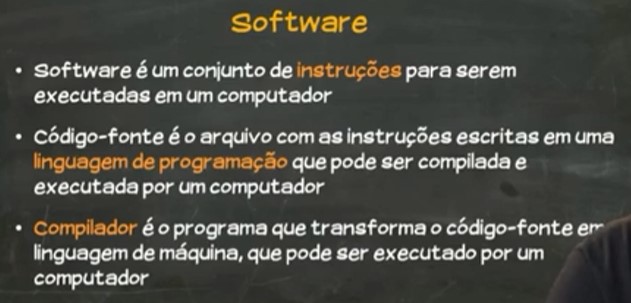 Software
• Software é um conjunto de instruções para serem
executadas em um computador
• Código-fonte é o arquivo com as instruções escritas em uma
linguagem de programação que pode ser compilada e
executada por um computador
• Compilador é o programa que transforma o código-fonte em
linguagem de máquina, que pode ser executado por um
computador